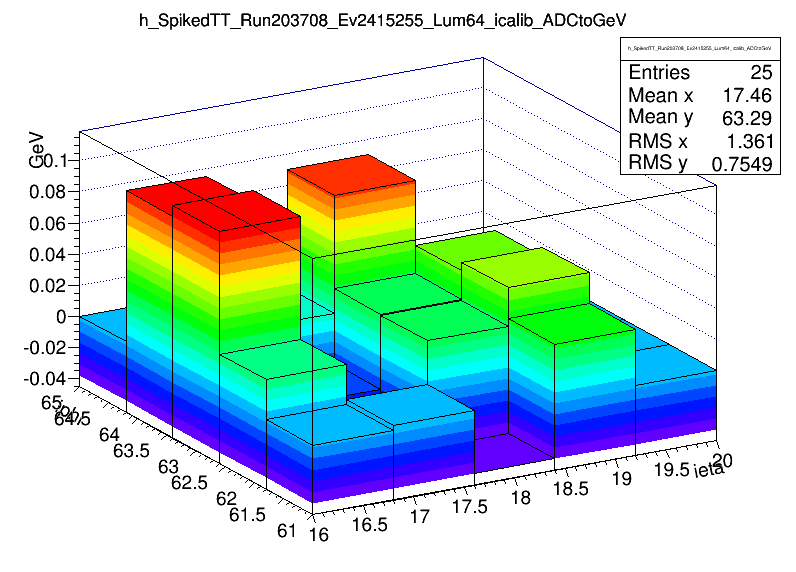 h_SpikedTT_Run203708_Ev2415255_Lum64_icalib_ADCtoGeV
h_SpikedTT_Run203708_Ev2415255_Lum64_icalib_ADCtoGeV
Entries 25
Mean x 17.46
Mean y 63.29
RMS x 1.361
RMS y 0.7549
GeV
0.1
0.08
0.06
0.04
0.02
0
-0.02
-0.04
65
64.5
64
63.5
63
62.5
62
61.5
61
16
16.5
17
17.5
18
18.5
19
19.5
20
ieta